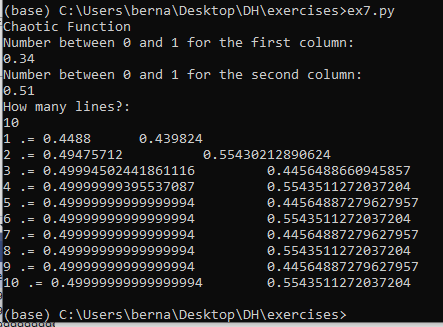 (base) C:\Users\berna\Desktop\DH\exercises>ex7.py
Chaotic Function
Number between 0 and 1 for the first column:
0.34
Number between 0 and 1 for the second column:
0.51
How many lines?:
10
1 .= 0.4488 0.439824
2 .= 0.49475712 0.55430212890624
3 .= 0.49994502441861116 0.4456488660945857
4 .= 0.49999999395537087 0.5543511272037204
5 .= 0.49999999999999994 0.44564887279627957
6 .= 0.49999999999999994 0.5543511272037204
7 .= 0.49999999999999994 0.44564887279627957
8 .= 0.49999999999999994 0.5543511272037204
9 .= 0.49999999999999994 0.44564887279627957
10 .= 0.49999999999999994 0.5543511272037204
(base) C:\Users\berna\Desktop\DH\exercises>